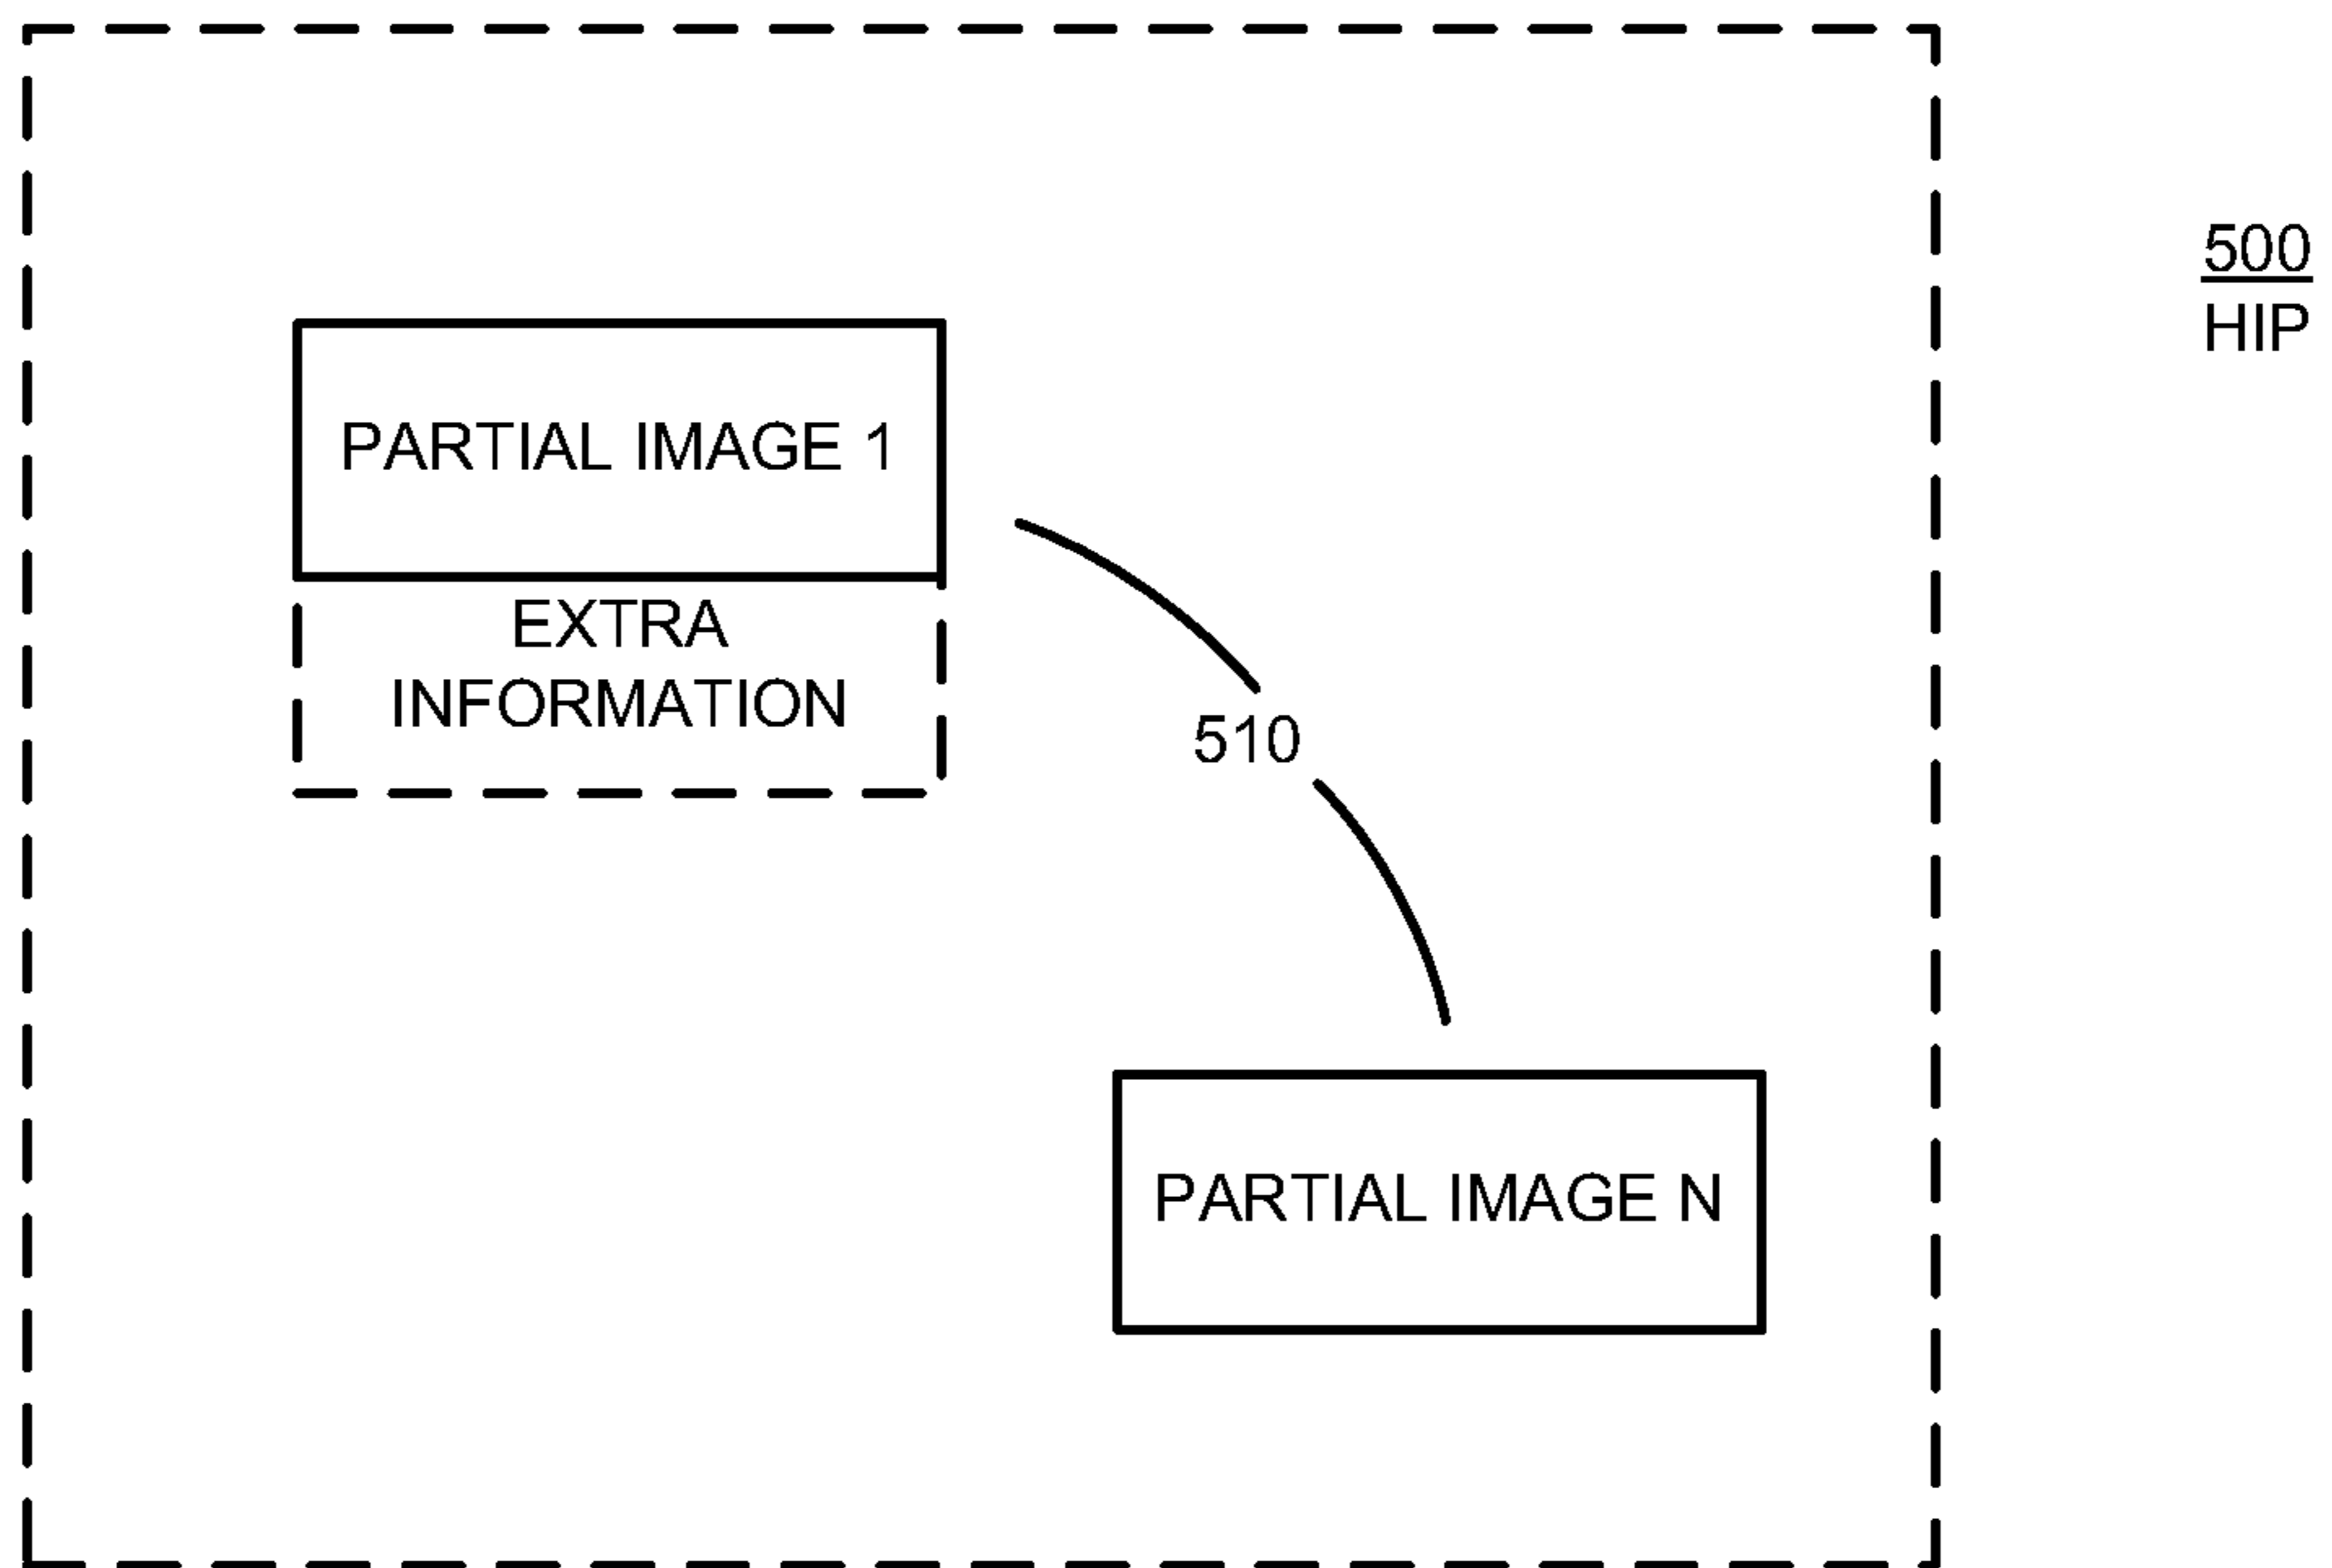 500
HIP
PARTIAL IMAGE 1
EXTRA
INFORMATION
510
PARTIAL IMAGE N